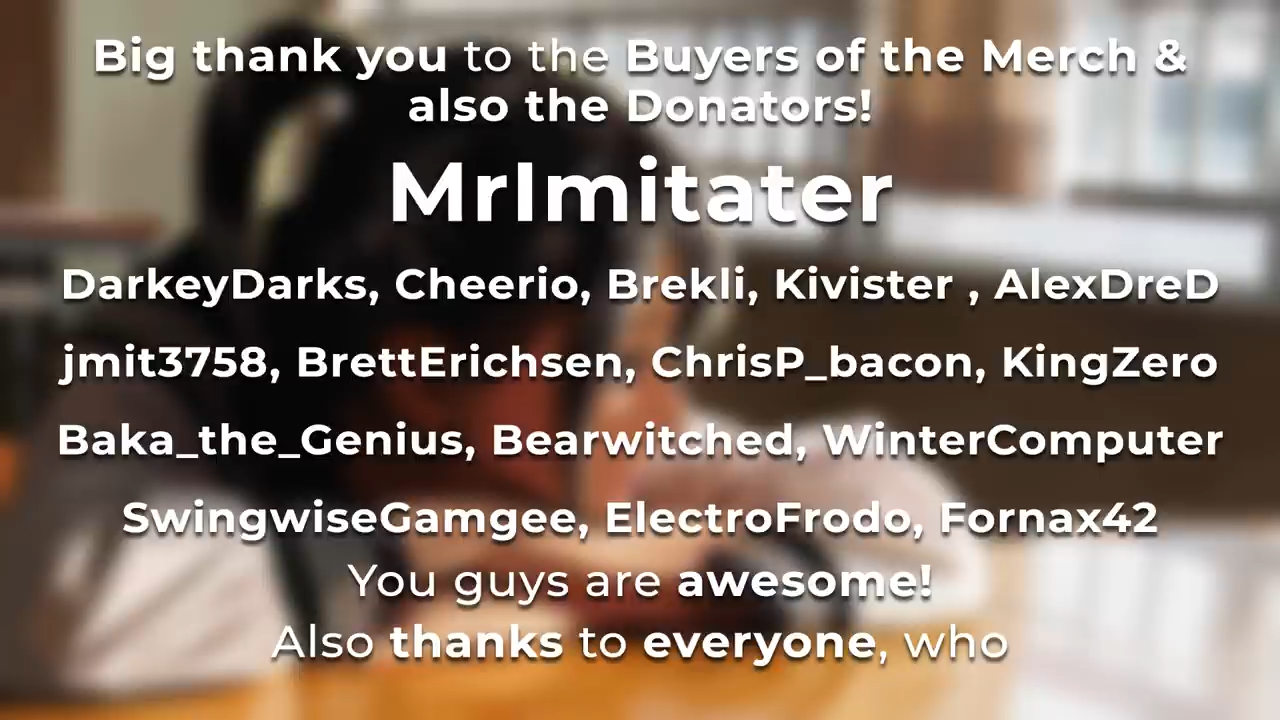 Big thank you to the Buyers of the Merch &
also the Donators!
MrImitater
DarkeyDarks, Cheerio, Brekli, Kivister , AlexDreD
jmit3758, BrettErichsen, ChrisP_bacon, KingZero
Baka_the_Genius, Bearwitched, WinterComputer
SwingwiseGamgee, ElectroFrodo, Fornax42
You guys are awesome!
Also thanks to everyone, who